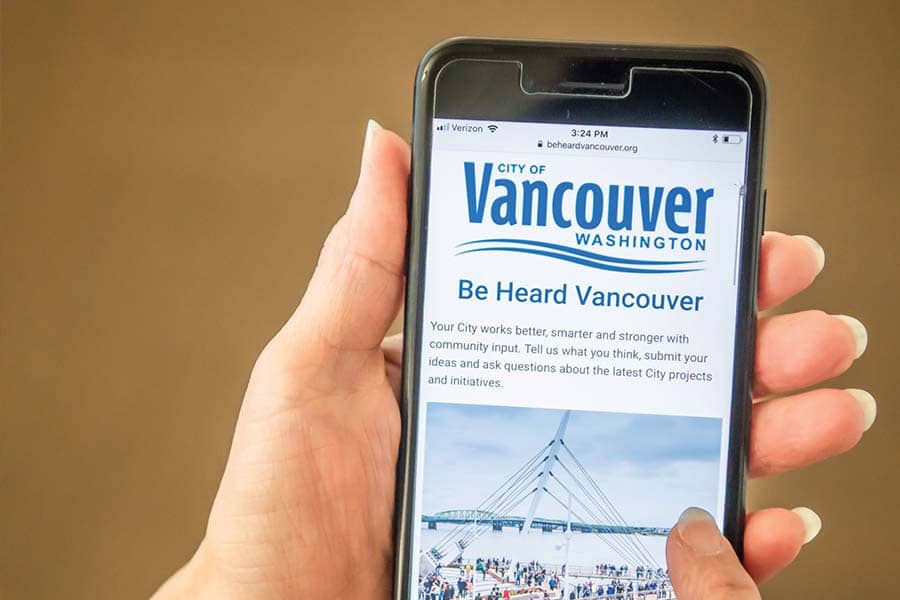 Verizon 3:24 PM
beheardvancouver.org
CITY OF
Vancouver
WASHINGTON
Be Heard Vancouver
Your City works better, smarter and stronger with
community input. Tell us what you think, submit your
ideas and ask questions about the latest City projects
and initiatives.